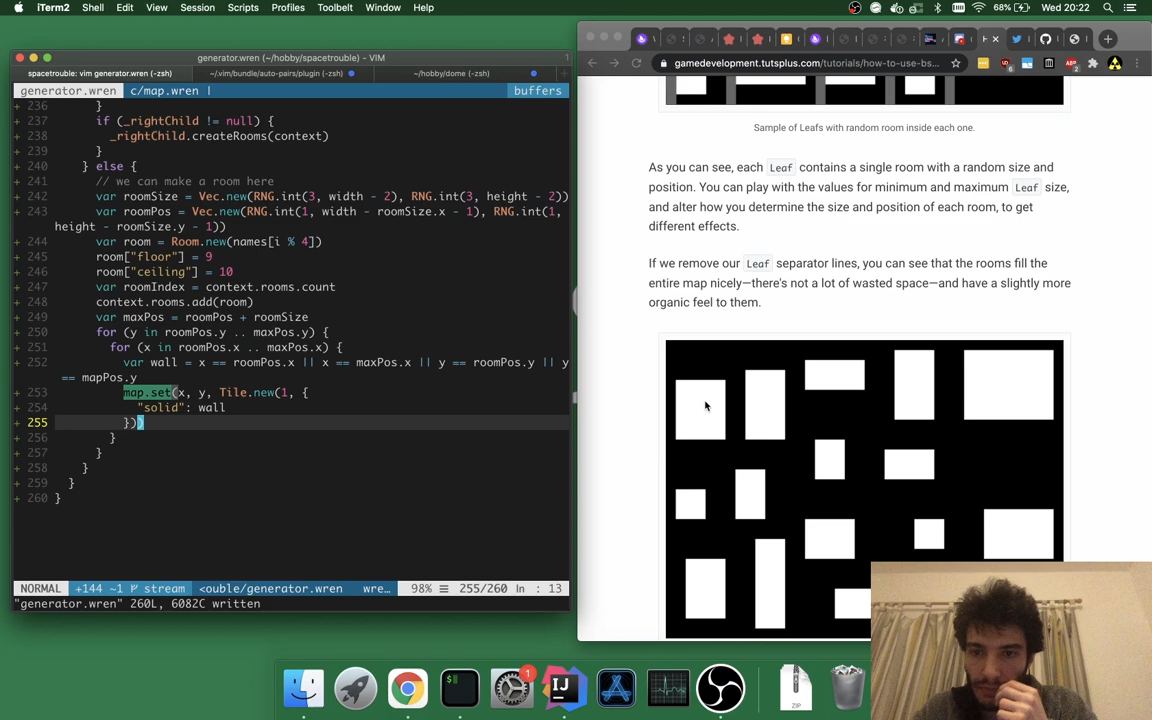 iTerm2 Shell Edit View Session Scripts Profiles Toolbelt Window Help
68% Wed 20:22
generator.wren (~/hobby/spacetrouble) - VIM
spacetrouble: vim generator.wren (-zsh)
~/.vim/bundle/auto-pairs/plugin (-zsh)
~/hobby/dome (-zsh)
generator.wren c/map.wren | buffers
+ 236 }
+ 237 if (_rightChild != null) {
+ 238 _rightChild.createRooms(context)
+ 239 }
+ 240 } else {
+ 241 // we can make a room here
+ 242 var roomSize = Vec.new(RNG.int(3, width - 2), RNG.int(3, height - 2))
+ 243 var roomPos = Vec.new(RNG.int(1, width - roomSize.x - 1), RNG.int(1,
height - roomSize.y - 1))
+ 244 var room = Room.new(names[i % 4])
+ 245 room["floor"] = 9
+ 246 room["ceiling"] = 10
+ 247 var roomIndex = context.rooms.count
+ 248 context.rooms.add(room)
+ 249 var maxPos = roomPos + roomSize
+ 250 for (y in roomPos.y .. maxPos.y) {
+ 251 for (x in roomPos.x .. maxPos.x) {
+ 252 var wall = x == roomPos.x || x == maxPos.x || y == roomPos.y || y
== mapPos.y
+ 253 map.set(x, y, Tile.new(1, {
+ 254 "solid": wall
+ 255 }))
+ 256 }
+ 257 }
+ 258 }
+ 259 }
+ 260 }
NORMAL +144 ~1 stream <ouble/generator.wren wre… 98% 255/260 ln : 13
"generator.wren" 260L, 6082C written
gamedevelopment.tutsplus.com/tutorials/how-to-use-bs…
Sample of Leafs with random room inside each one.
As you can see, each Leaf contains a single room with a random size and
position. You can play with the values for minimum and maximum Leaf size,
and alter how you determine the size and position of each room, to get
different effects.
If we remove our Leaf separator lines, you can see that the rooms fill the
entire map nicely—there's not a lot of wasted space—and have a slightly more
organic feel to them.
ZIP